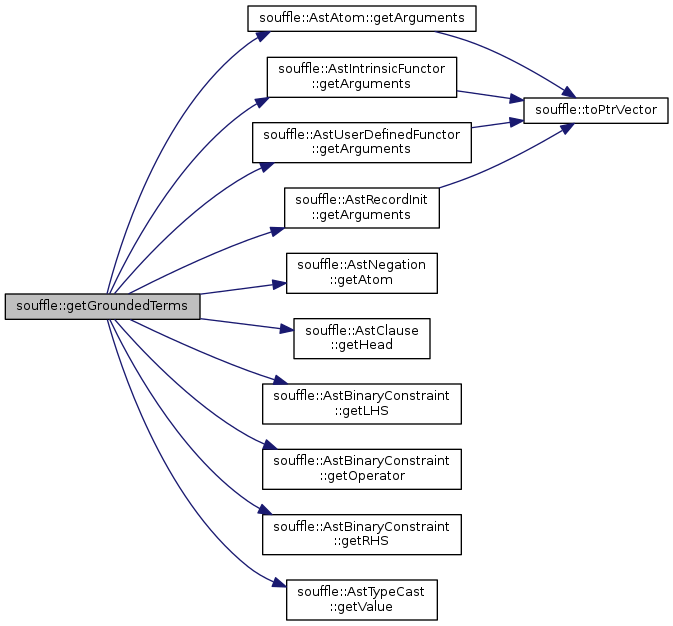 souffle::AstAtom::getArguments
souffle::AstIntrinsicFunctor
::getArguments
souffle::toPtrVector
souffle::AstUserDefinedFunctor
::getArguments
souffle::AstRecordInit
::getArguments
souffle::AstNegation
::getAtom
souffle::getGroundedTerms
souffle::AstClause
::getHead
souffle::AstBinaryConstraint
::getLHS
souffle::AstBinaryConstraint
::getOperator
souffle::AstBinaryConstraint
::getRHS
souffle::AstTypeCast
::getValue